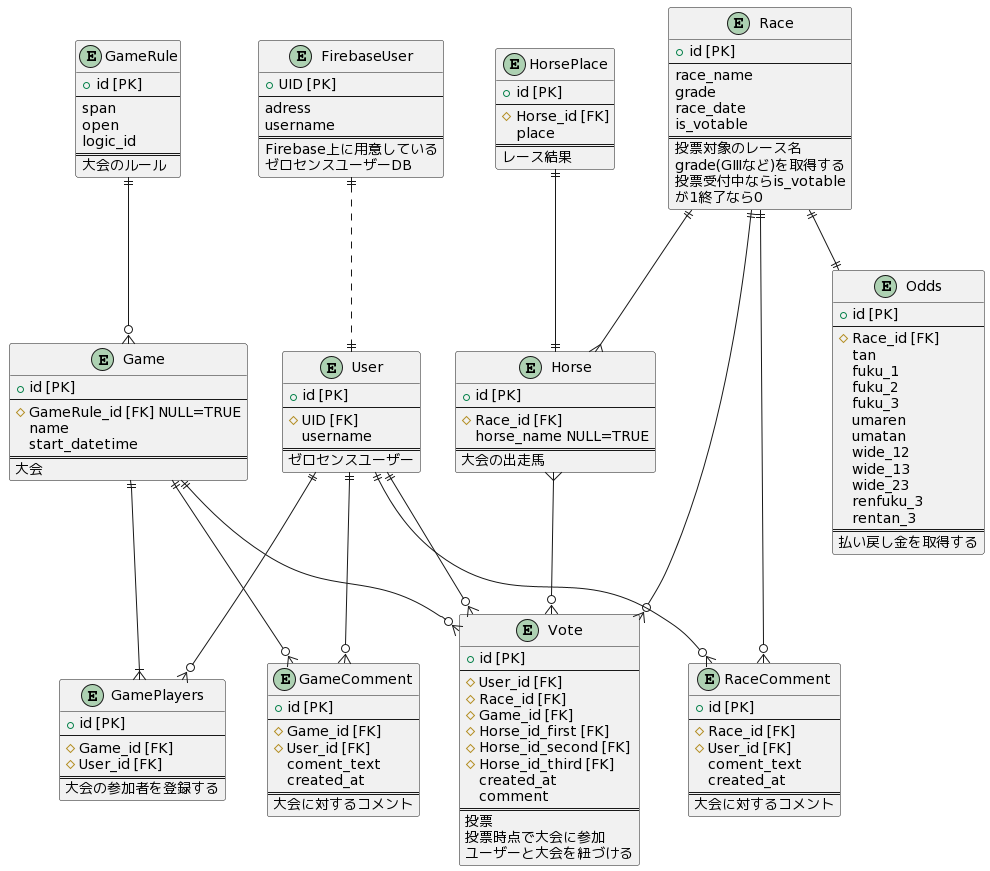 GameRule
id [PK]
span
open
logic_id
大会のルール
FirebaseUser
UID [PK]
adress
username
Firebase上に用意している
ゼロセンスユーザーDB
HorsePlace
id [PK]
Horse_id [FK]
place
レース結果
Race
id [PK]
race_name
grade
race_date
is_votable
投票対象のレース名
grade(GⅢなど)を取得する
投票受付中ならis_votable
が1終了なら0
Game
id [PK]
GameRule_id [FK] NULL=TRUE
name
start_datetime
大会
User
id [PK]
UID [FK]
username
ゼロセンスユーザー
Horse
id [PK]
Race_id [FK]
horse_name NULL=TRUE
大会の出走馬
Odds
id [PK]
Race_id [FK]
tan
fuku_1
fuku_2
fuku_3
umaren
umatan
wide_12
wide_13
wide_23
renfuku_3
rentan_3
払い戻し金を取得する
GamePlayers
id [PK]
Game_id [FK]
User_id [FK]
大会の参加者を登録する
GameComment
id [PK]
Game_id [FK]
User_id [FK]
coment_text
created_at
大会に対するコメント
Vote
id [PK]
User_id [FK]
Race_id [FK]
Game_id [FK]
Horse_id_first [FK]
Horse_id_second [FK]
Horse_id_third [FK]
created_at
comment
投票
投票時点で大会に参加
ユーザーと大会を紐づける
RaceComment
id [PK]
Race_id [FK]
User_id [FK]
coment_text
created_at
大会に対するコメント